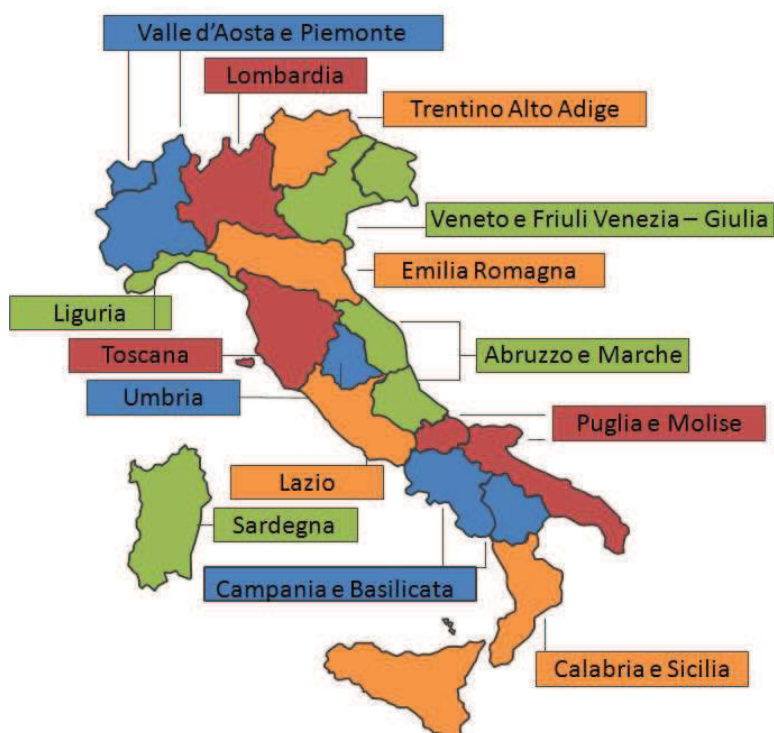 Valle d'Aosta e Piemonte
Lombardia
Trentino Alto Adige
Veneto e Friuli Venezia – Giulia
Emilia Romagna
Liguria
Toscana
Abruzzo e Marche
Umbria
Puglia e Molise
Lazio
Sardegna
Campania e Basilicata
Calabria e Sicilia